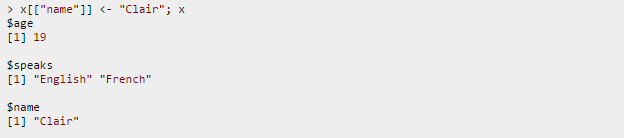 > x[["name"]] <- "Clair"; x
$age
[1] 19
$speaks
[1] "English" "French"
$name
[1] "Clair"